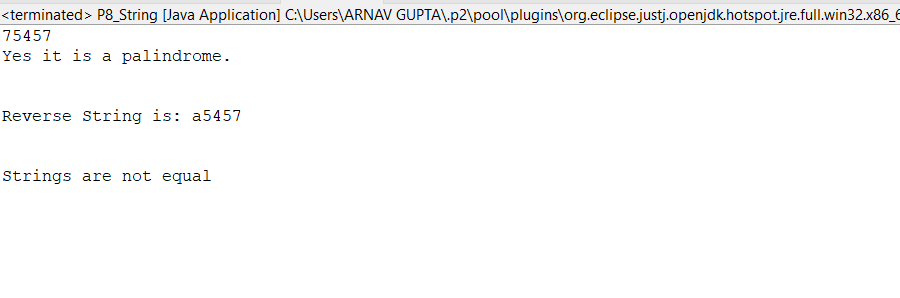 <terminated> P8_String [Java Application] C:\Users\ARNAV GUPTA\.p2\pool\plugins\org.eclipse.justj.openjdk.hotspot.jre.full.win32.x86_6
75457
Yes it is a palindrome.
Reverse String is: a5457
Strings are not equal